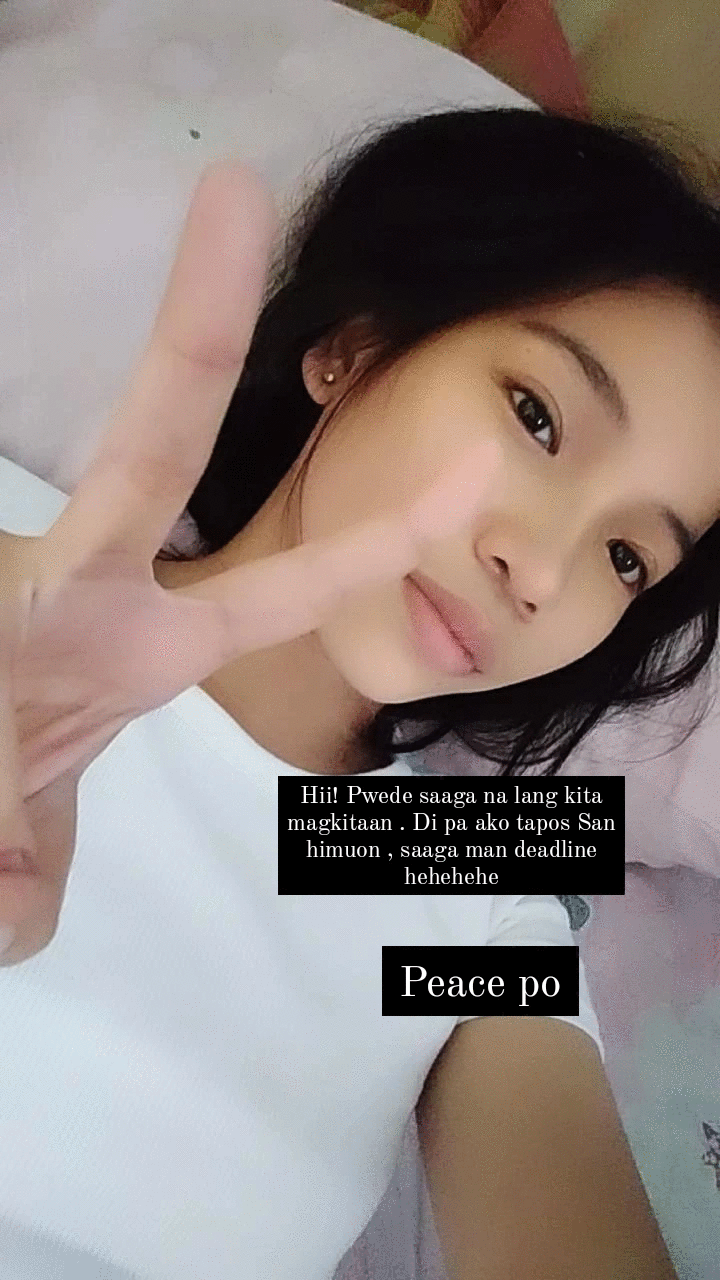 Hii! Pwede saaga na lang kita
magkitaan . Di pa ako tapos San
himuon , saaga man deadline
hehehehe
Peace po